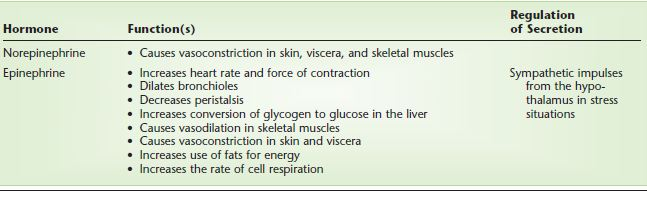 Regulation
Hormone Function(s) of Secretion
Norepinephrine • Causes vasoconstriction in skin, viscera, and skeletal muscles
Epinephrine • Increases heart rate and force of contraction Sympathetic impulses
• Dilates bronchioles from the hypo-
• Decreases peristalsis thalamus in stress
• Increases conversion of glycogen to glucose in the liver situations
• Causes vasodilation in skeletal muscles
• Causes vasoconstriction in skin and viscera
• Increases use of fats for energy
• Increases the rate of cell respiration